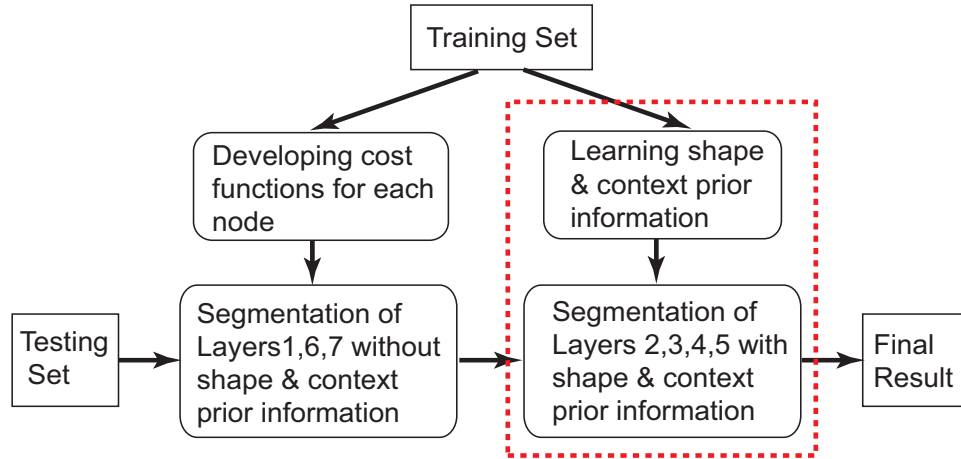 Training Set
Developing cost
functions for each
node
Learning shape
& context prior
information
Testing
Set
Segmentation of
Layers1,6,7 without
shape & context
prior information
Segmentation of
Layers 2,3,4,5 with
shape & context
prior information
Final
Result